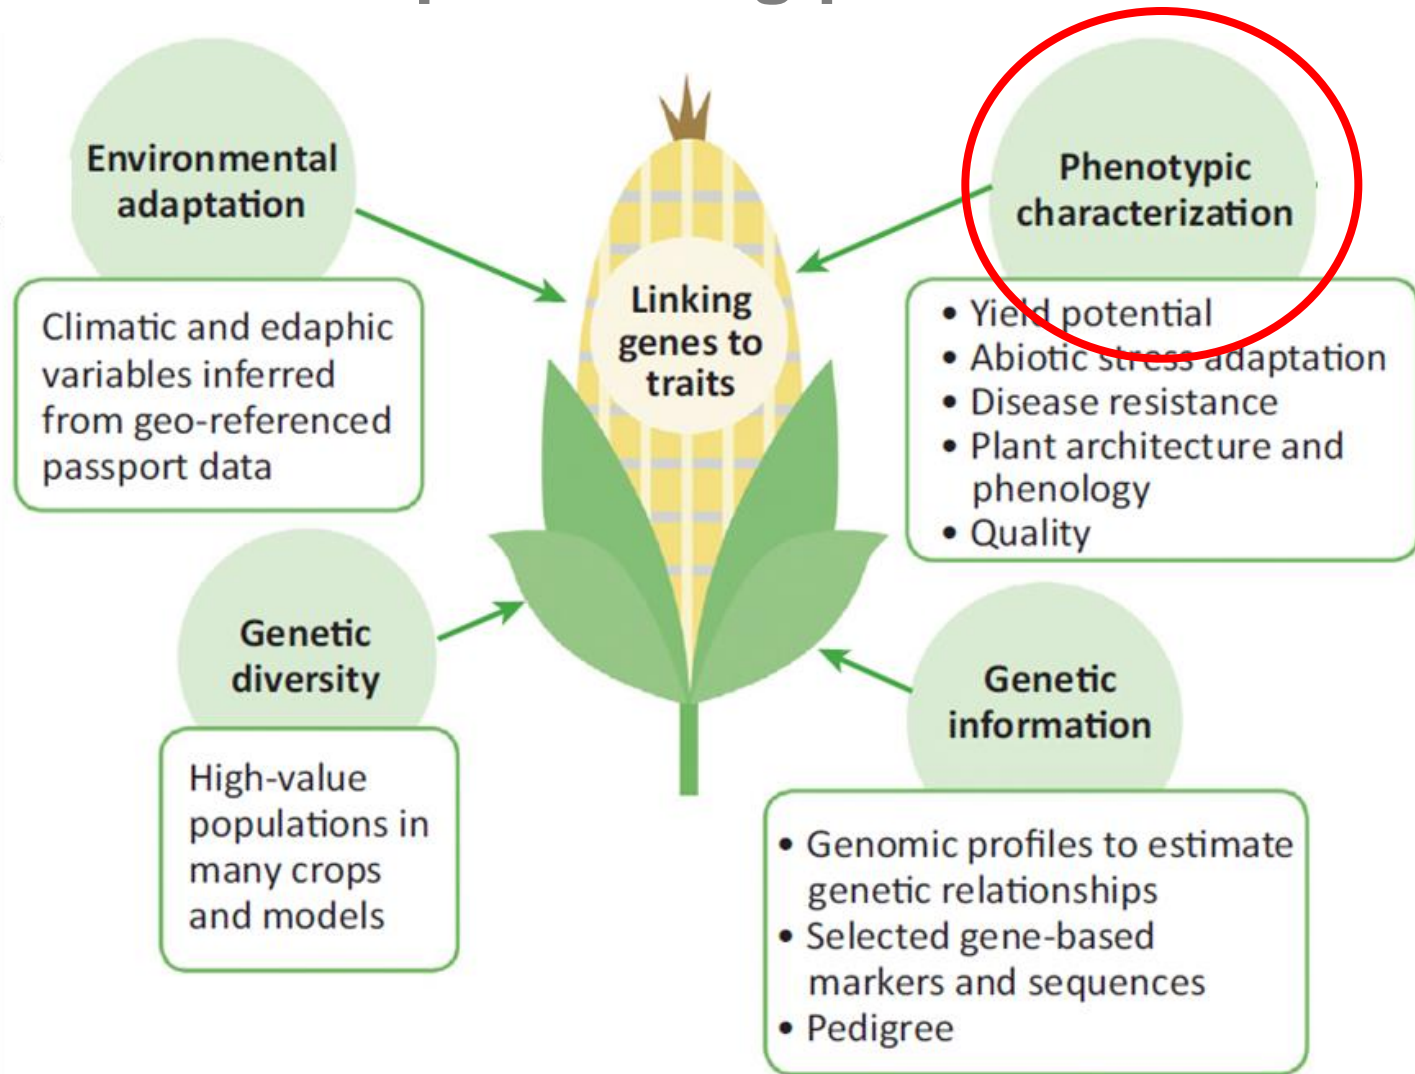 Environmental
adaptation
Climatic and edaphic
variables inferred
from geo-referenced
passport data
Linking
genes to
traits
Phenotypic
characterization
• Yield potential
• Abiotic stress adaptation
• Disease resistance
• Plant architecture and
phenology
• Quality
Genetic
diversity
High-value
populations in
many crops
and models
Genetic
information
• Genomic profiles to estimate
genetic relationships
• Selected gene-based
markers and sequences
• Pedigree